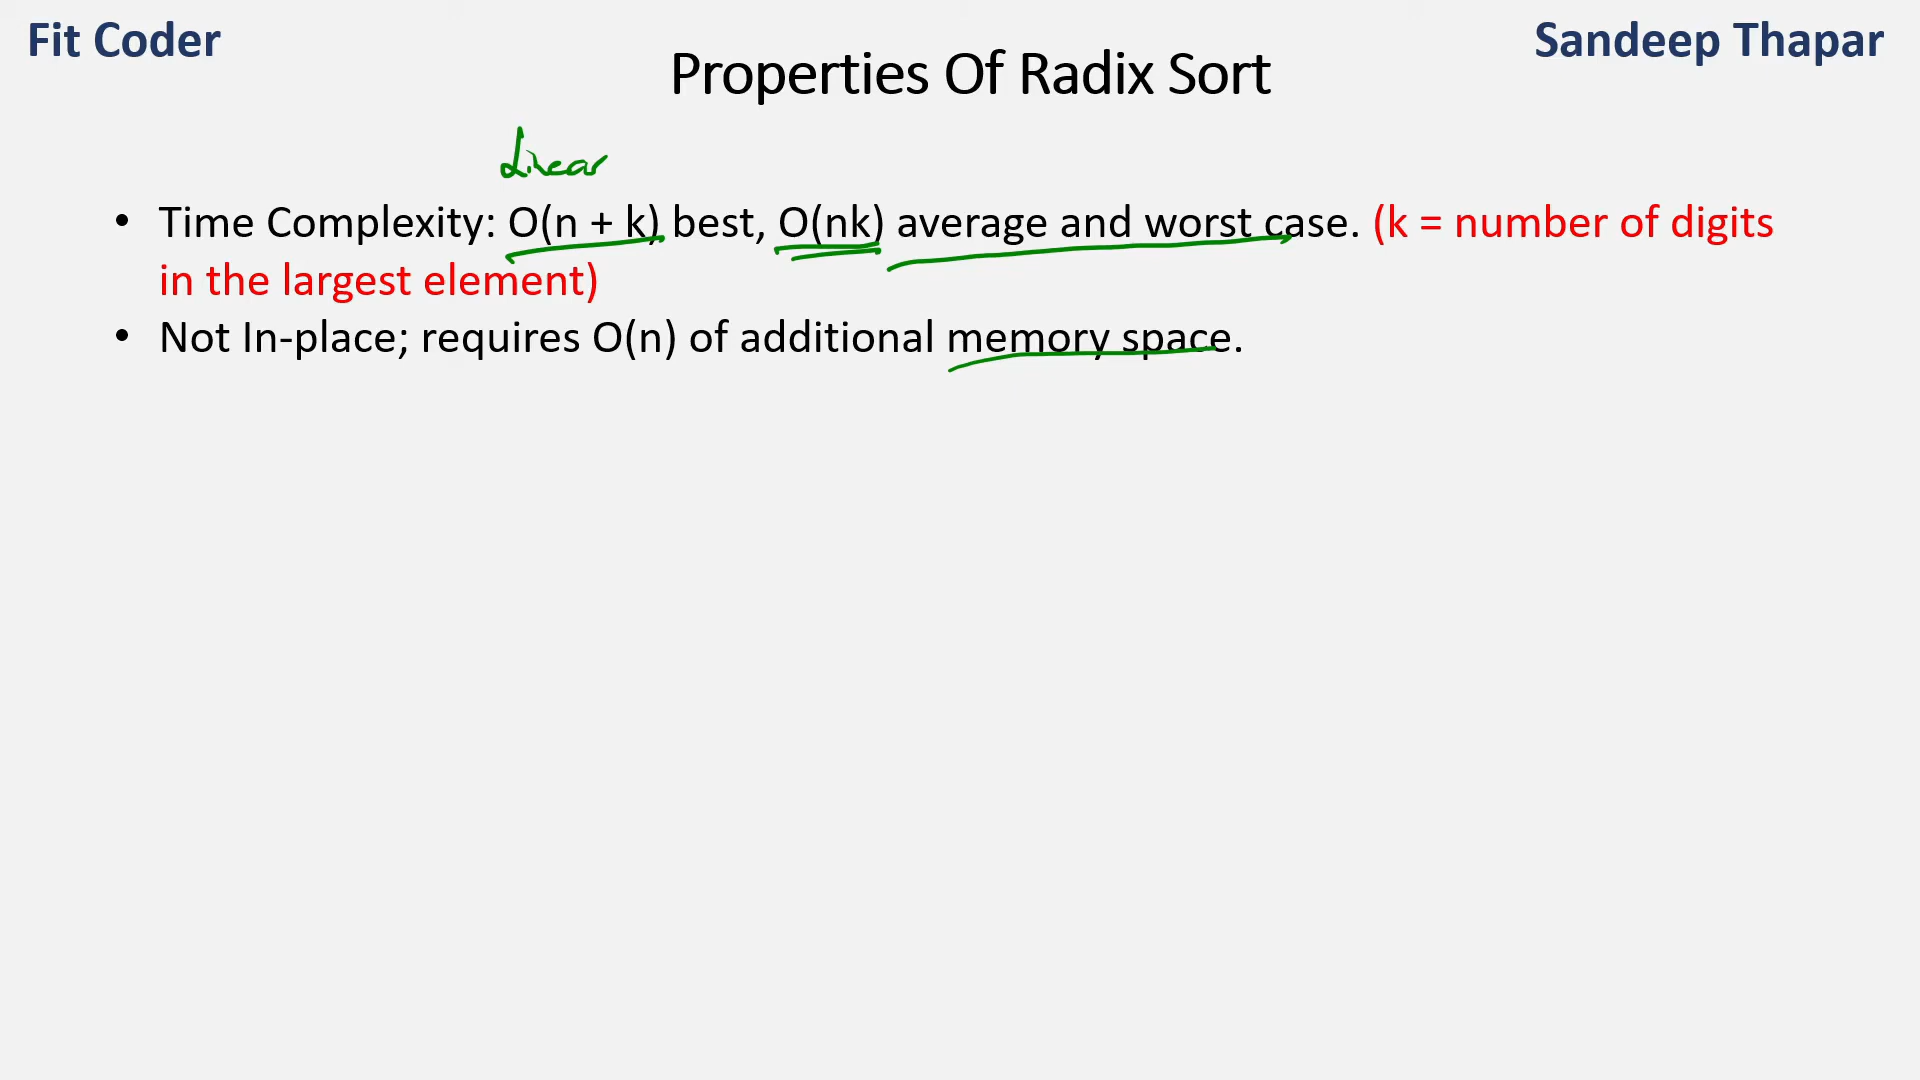 Fit Coder
Sandeep Thapar
Properties Of Radix Sort
Linear
• Time Complexity: O(n + k) best, O(nk) average and worst case. (k = number of digits
in the largest element)
• Not In-place; requires O(n) of additional memory space.